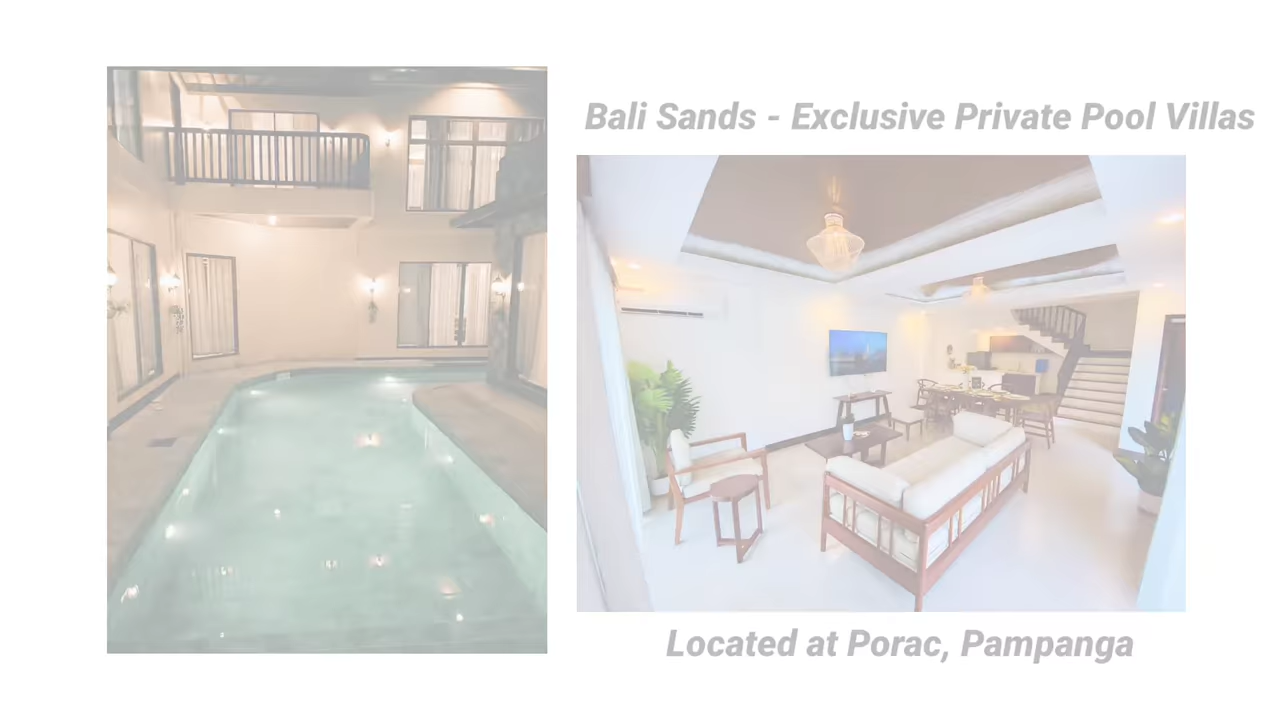 Bali Sands - Exclusive Private Pool Villas
Located at Porac, Pampanga